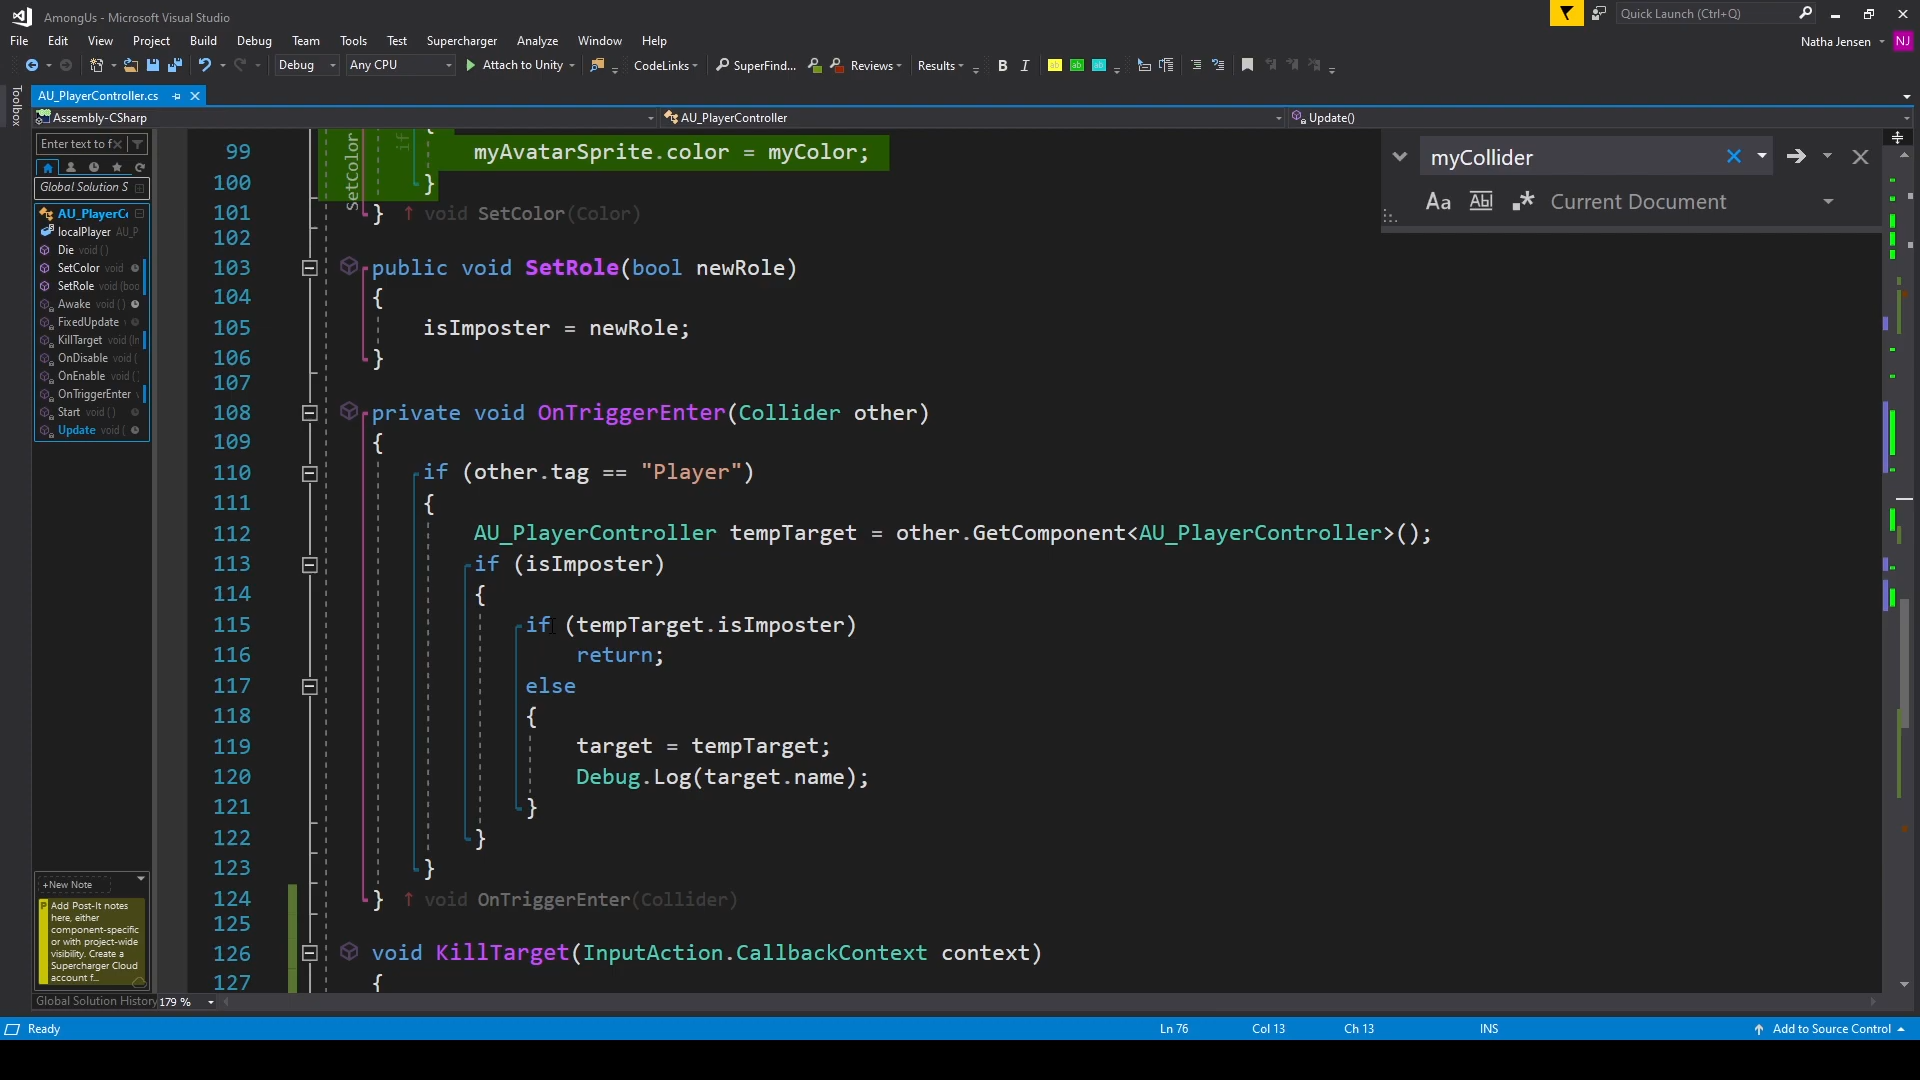 AmongUs - Microsoft Visual Studio
Quick Launch (Ctrl+Q)
File Edit View Project Build Debug Team Tools Test Supercharger Analyze Window Help
Natha Jensen NJ
Debug Any CPU Attach to Unity CodeLinks SuperFind... Reviews Results B I
Toolbox
AU_PlayerController.cs
Assembly-CSharp AU_PlayerController Update()
Enter text to f
Global Solution S
AU_PlayerCo
localPlayer AU_P
Die void ()
SetColor void
SetRole void (boo
Awake void ()
FixedUpdate
KillTarget void (In
OnDisable void (
OnEnable void (
OnTriggerEnter
Start void ()
Update void (
+New Note
Add Post-It notes
here, either
component-specific
or with project-wide
visibility. Create a
Supercharger Cloud
account f...
Global Solution History
myCollider
Aa Abl .* Current Document
SetColor
if {
99 myAvatarSprite.color = myColor;
100 }
101 } ↑ void SetColor(Color)
102
103 public void SetRole(bool newRole)
104 {
105 isImposter = newRole;
106 }
107
108 private void OnTriggerEnter(Collider other)
109 {
110 if (other.tag == "Player")
111 {
112 AU_PlayerController tempTarget = other.GetComponent<AU_PlayerController>();
113 if (isImposter)
114 {
115 if (tempTarget.isImposter)
116 return;
117 else
118 {
119 target = tempTarget;
120 Debug.Log(target.name);
121 }
122 }
123 }
124 } ↑ void OnTriggerEnter(Collider)
125
126 void KillTarget(InputAction.CallbackContext context)
127 {
179 %
Ready Ln 76 Col 13 Ch 13 INS Add to Source Control